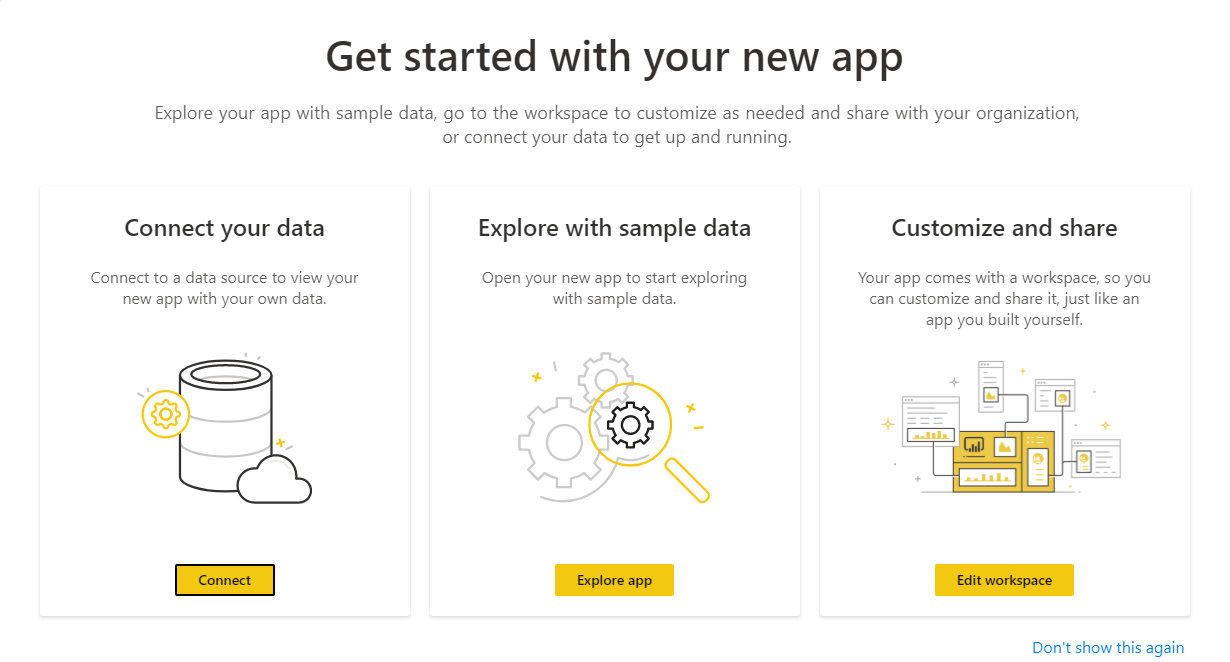 Get started with your new app
Explore your app with sample data, go to the workspace to customize as needed and share with your organization,
or connect your data to get up and running.
Connect your data
Connect to a data source to view your
new app with your own data.
Connect
Explore with sample data
Open your new app to start exploring
with sample data.
Explore app
Customize and share
Your app comes with a workspace, so you
can customize and share it, just like an
app you built yourself.
Edit workspace
Don't show this again